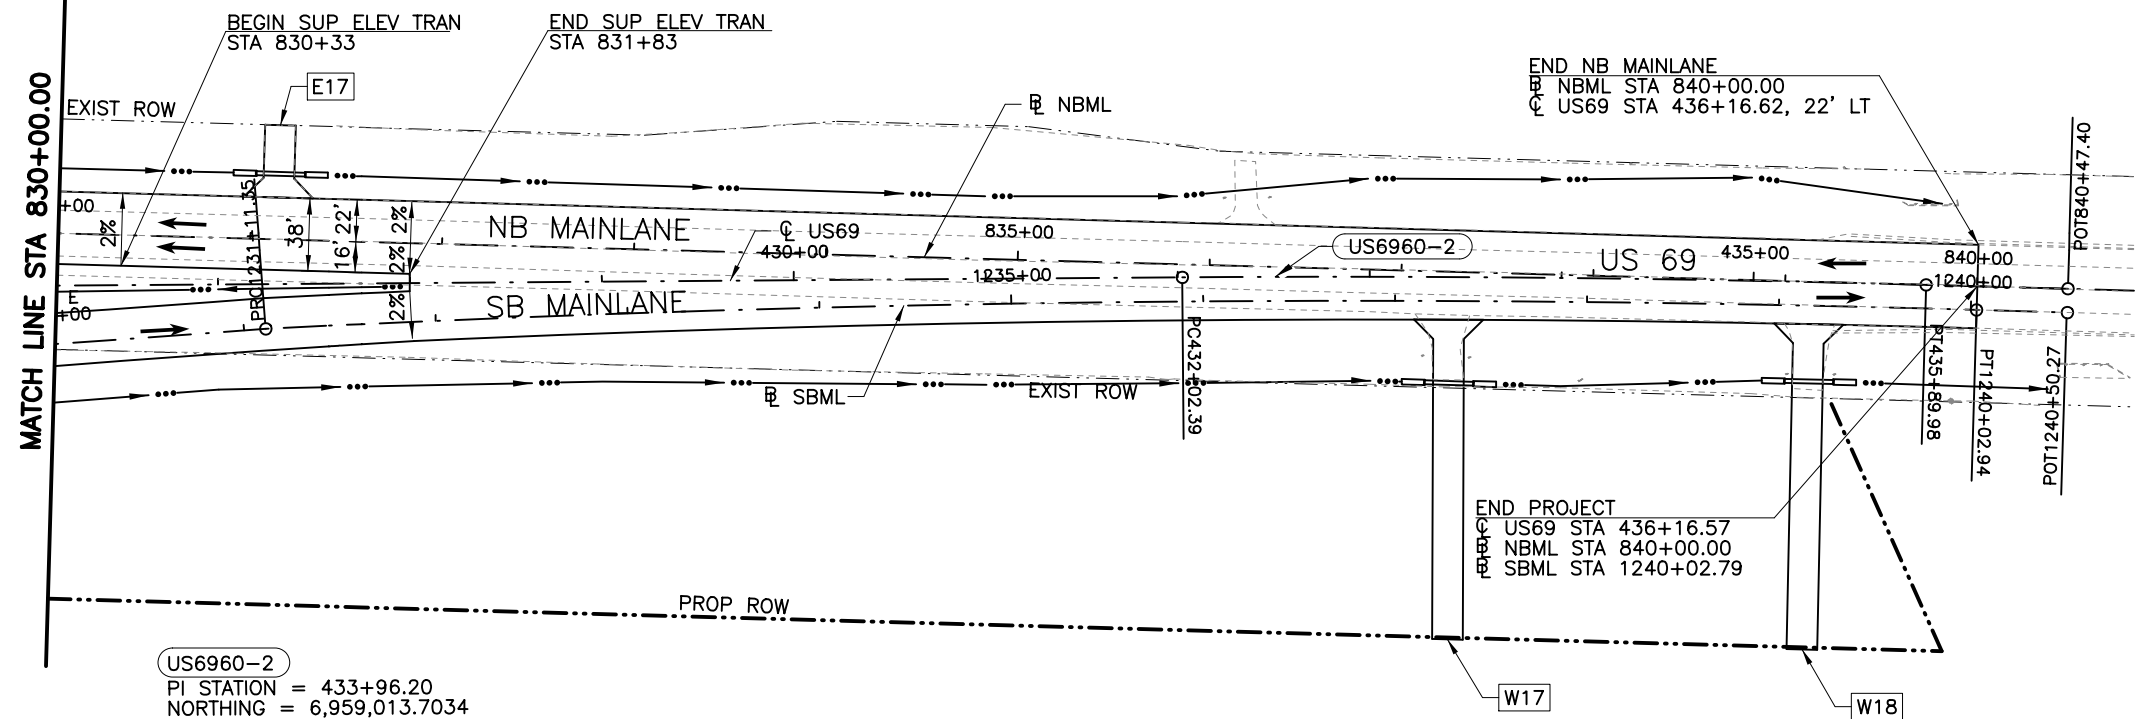 BEGIN SUP ELEV TRAN
STA 830+33
END SUP ELEV TRAN
STA 831+83
END NB MAINLANE
℄ NBML STA 840+00.00
℄ US69 STA 436+16.62, 22' LT
MATCH LINE STA 830+00.00
EXIST ROW
E17
℄ NBML
POT840+47.40
+00
2%
PRC1231+11.35
38'
16'
22'
2%
2%
2%
NB MAINLANE
℄ US69
430+00
835+00
1235+00
US6960-2
US 69
435+00
840+00
1240+00
E
+00
SB MAINLANE
℄ SBML
EXIST ROW
PC432+02.39
PT435+89.98
PT1240+02.94
POT1240+50.27
END PROJECT
℄ US69 STA 436+16.57
℄ NBML STA 840+00.00
℄ SBML STA 1240+02.79
PROP ROW
US6960-2
PI STATION = 433+96.20
NORTHING = 6,959,013.7034
W17
W18